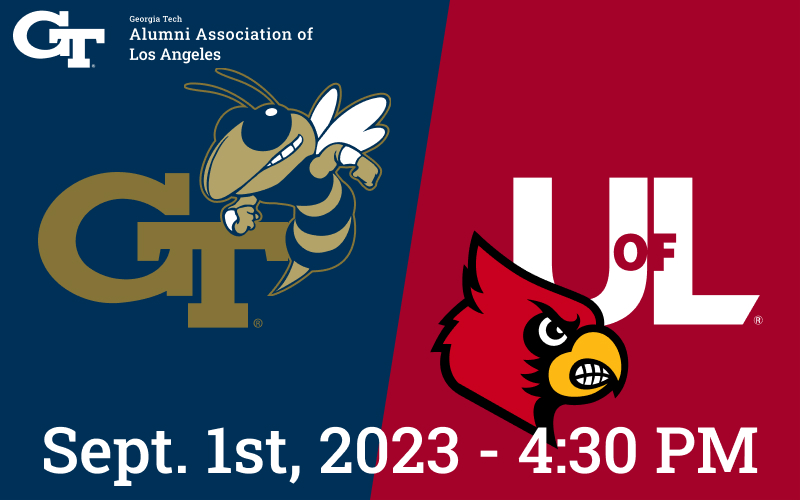 GT
Georgia Tech
Alumni Association of
Los Angeles
GT
®
U OF L
®
Sept. 1st, 2023 - 4:30 PM